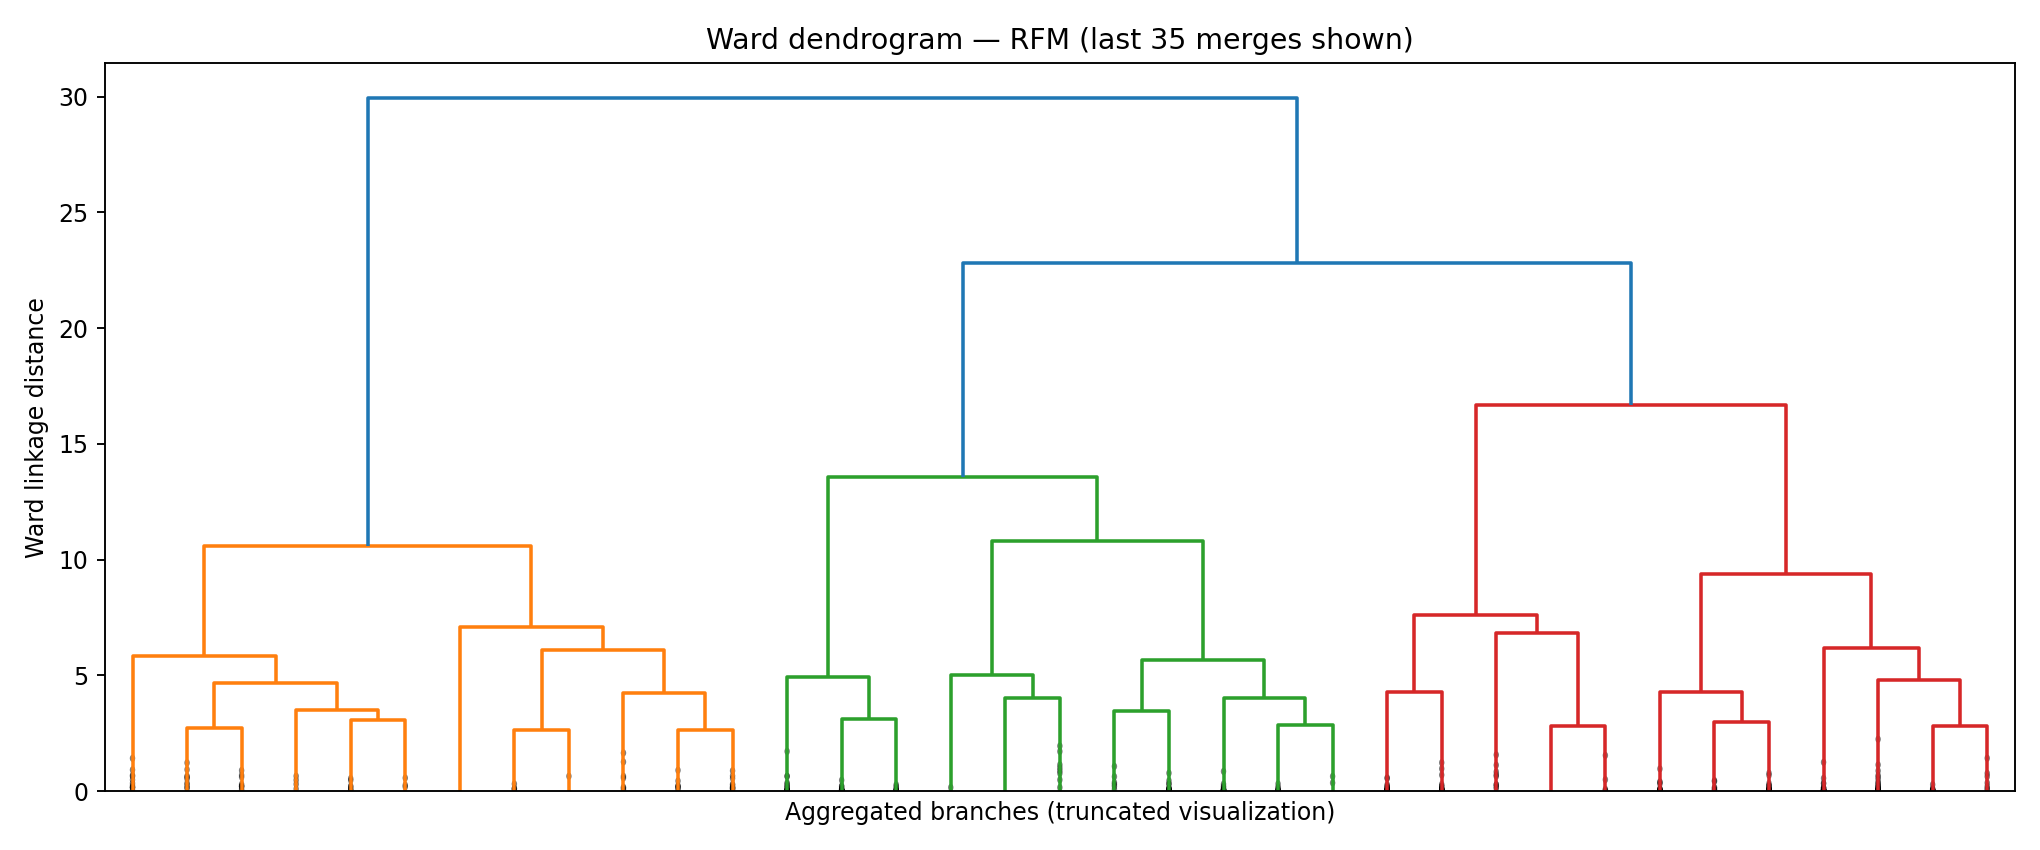 Ward dendrogram — RFM (last 35 merges shown)
Ward linkage distance
30
25
20
15
10
5
0
Aggregated branches (truncated visualization)